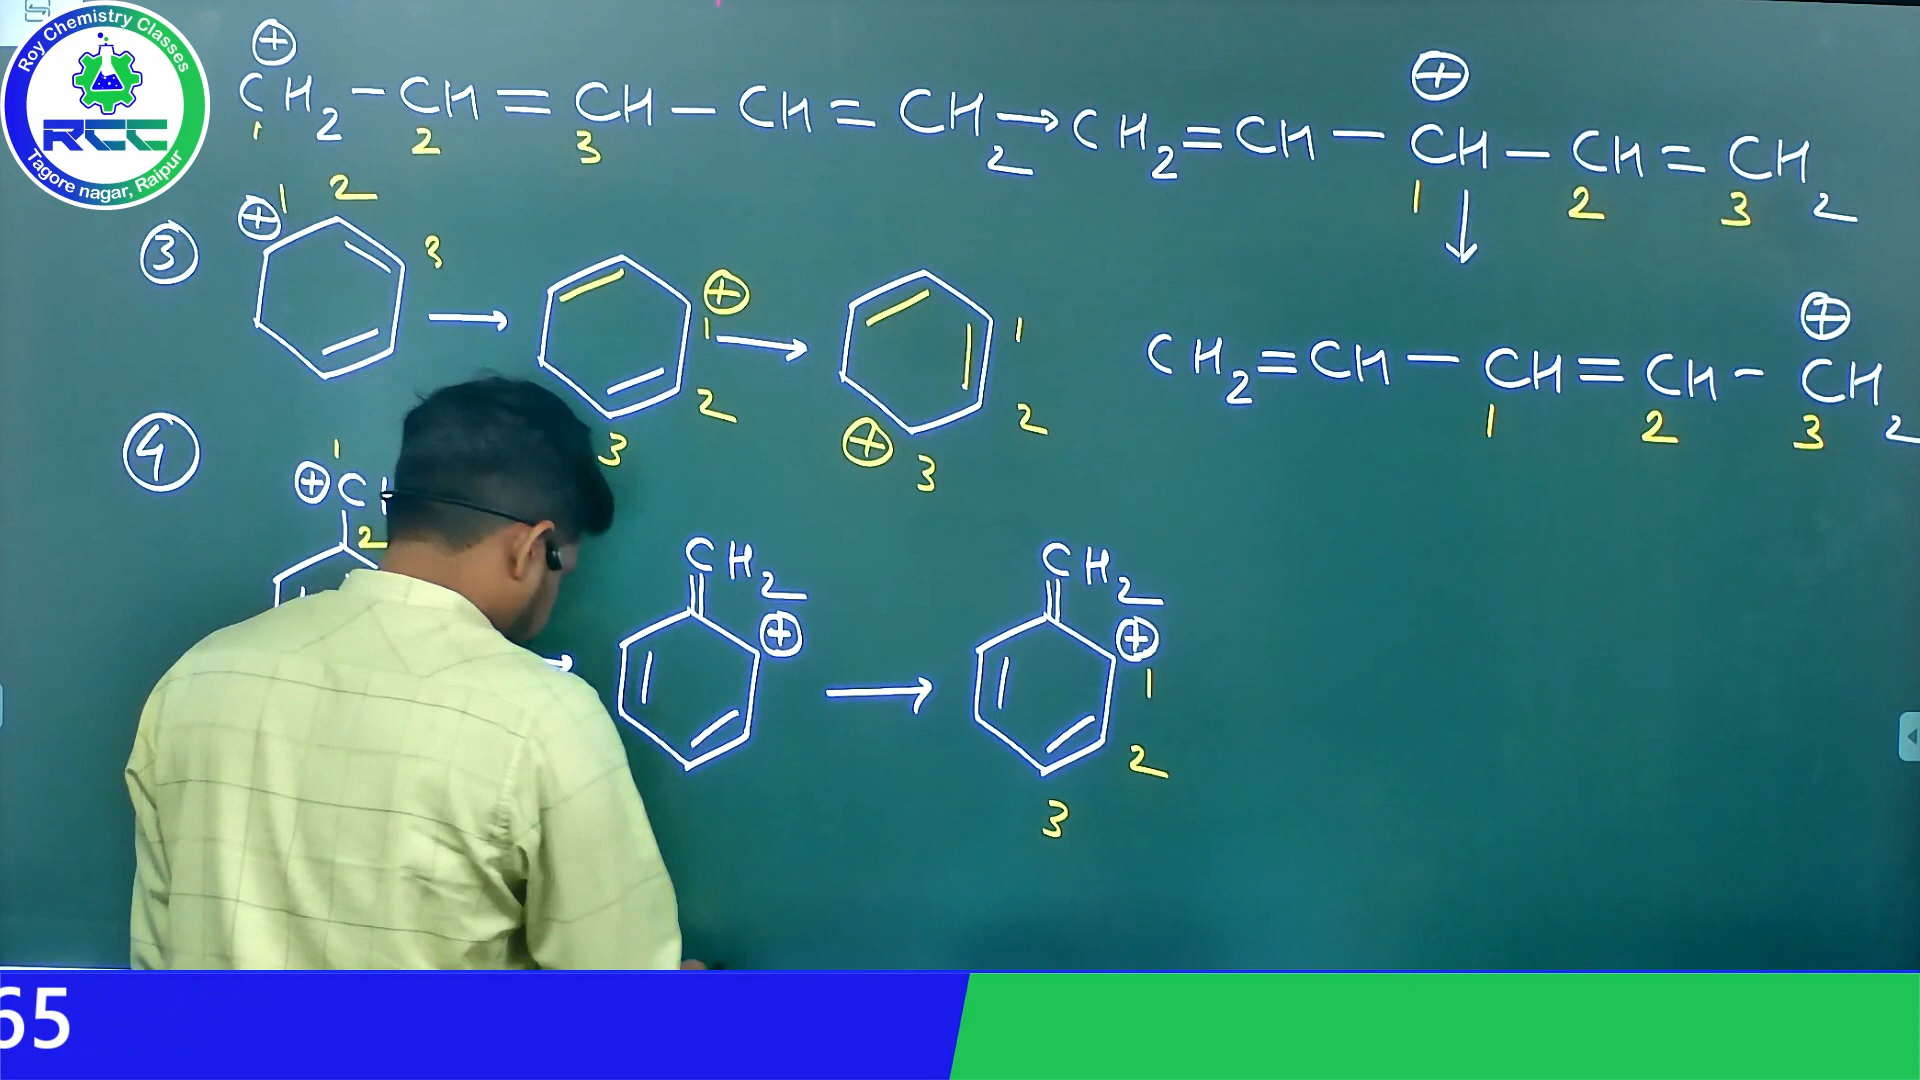 Roy Chemistry Classes
RCC
Tagore nagar, Raipur
⊕
CH2 – CH = CH – CH = CH2 → CH2 = CH – CH – CH = CH2
1 2 3
⊕
1 2 3
↓
③
⊕ 1 2 3
→
⊕ 1 2 3
→
1 2 ⊕ 3
⊕
CH2 = CH – CH = CH – CH2
1 2 3
④
1
⊕ C
2
→
CH2
⊕
→
CH2
⊕
1
2
3
65